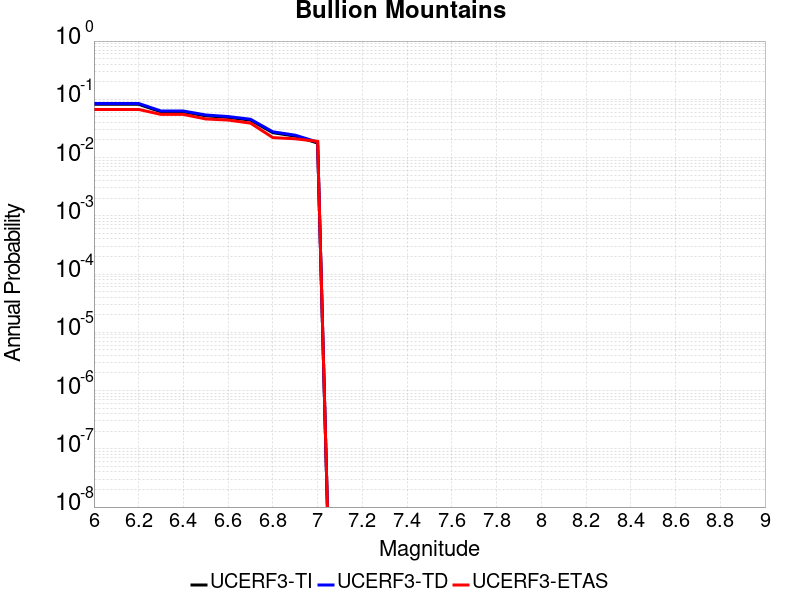 Bullion Mountains
10^0
10^-1
10^-2
10^-3
10^-4
10^-5
10^-6
10^-7
10^-8
Annual Probability
6 6.2 6.4 6.6 6.8 7 7.2 7.4 7.6 7.8 8 8.2 8.4 8.6 8.8 9
Magnitude
UCERF3-TI UCERF3-TD UCERF3-ETAS